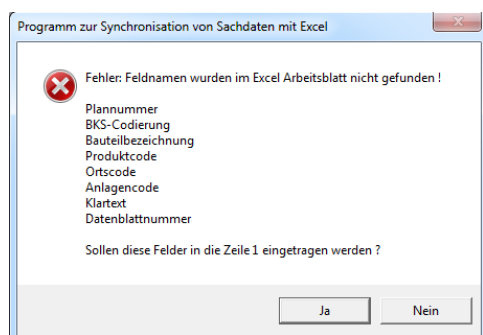 Programm zur Synchronisation von Sachdaten mit Excel
Fehler: Feldnamen wurden im Excel Arbeitsblatt nicht gefunden !
Plannummer
BKS-Codierung
Bauteilbezeichnung
Produktcode
Ortscode
Anlagencode
Klartext
Datenblattnummer
Sollen diese Felder in die Zeile 1 eingetragen werden ?
Ja
Nein